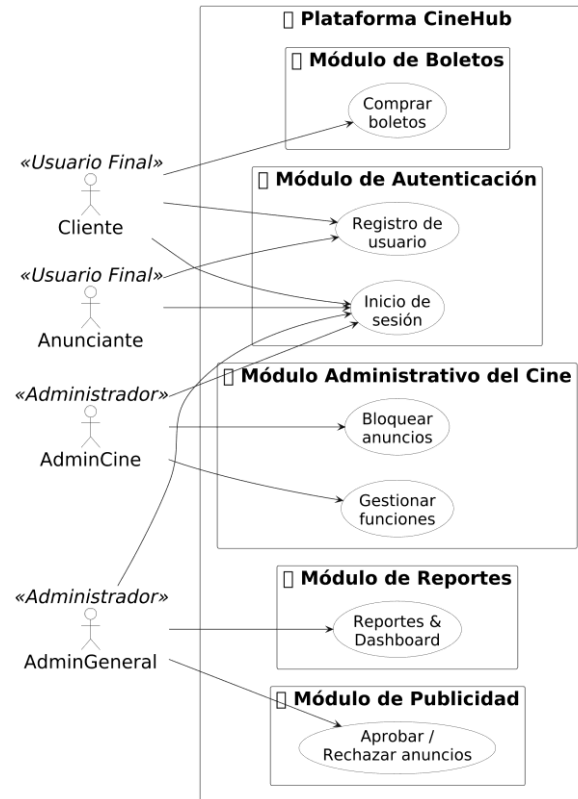 Plataforma CineHub
Módulo de Boletos
Comprar
boletos
«Usuario Final»
Cliente
Módulo de Autenticación
Registro de
usuario
«Usuario Final»
Anunciante
Inicio de
sesión
Módulo Administrativo del Cine
«Administrador»
AdminCine
Bloquear
anuncios
Gestionar
funciones
Módulo de Reportes
«Administrador»
AdminGeneral
Reportes &
Dashboard
Módulo de Publicidad
Aprobar /
Rechazar anuncios